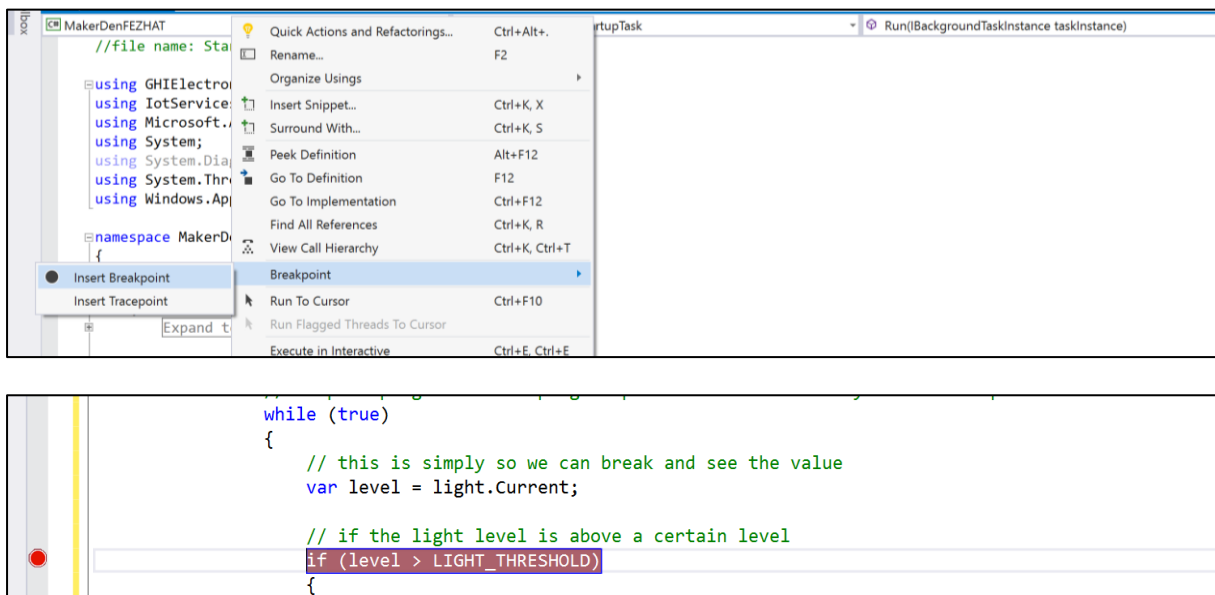 lbox
C# MakerDenFEZHAT
rtupTask
Run(IBackgroundTaskInstance taskInstance)
//file name: Sta
using GHIElectro
using IotService
using Microsoft.
using System;
using System.Dia
using System.Thr
using Windows.Ap
namespace MakerD
{
Expand t
Quick Actions and Refactorings... Ctrl+Alt+.
Rename... F2
Organize Usings
Insert Snippet... Ctrl+K, X
Surround With... Ctrl+K, S
Peek Definition Alt+F12
Go To Definition F12
Go To Implementation Ctrl+F12
Find All References Ctrl+K, R
View Call Hierarchy Ctrl+K, Ctrl+T
Breakpoint
Insert Breakpoint
Insert Tracepoint
Run To Cursor Ctrl+F10
Run Flagged Threads To Cursor
Execute in Interactive Ctrl+E, Ctrl+E
while (true)
{
// this is simply so we can break and see the value
var level = light.Current;
// if the light level is above a certain level
if (level > LIGHT_THRESHOLD)
{